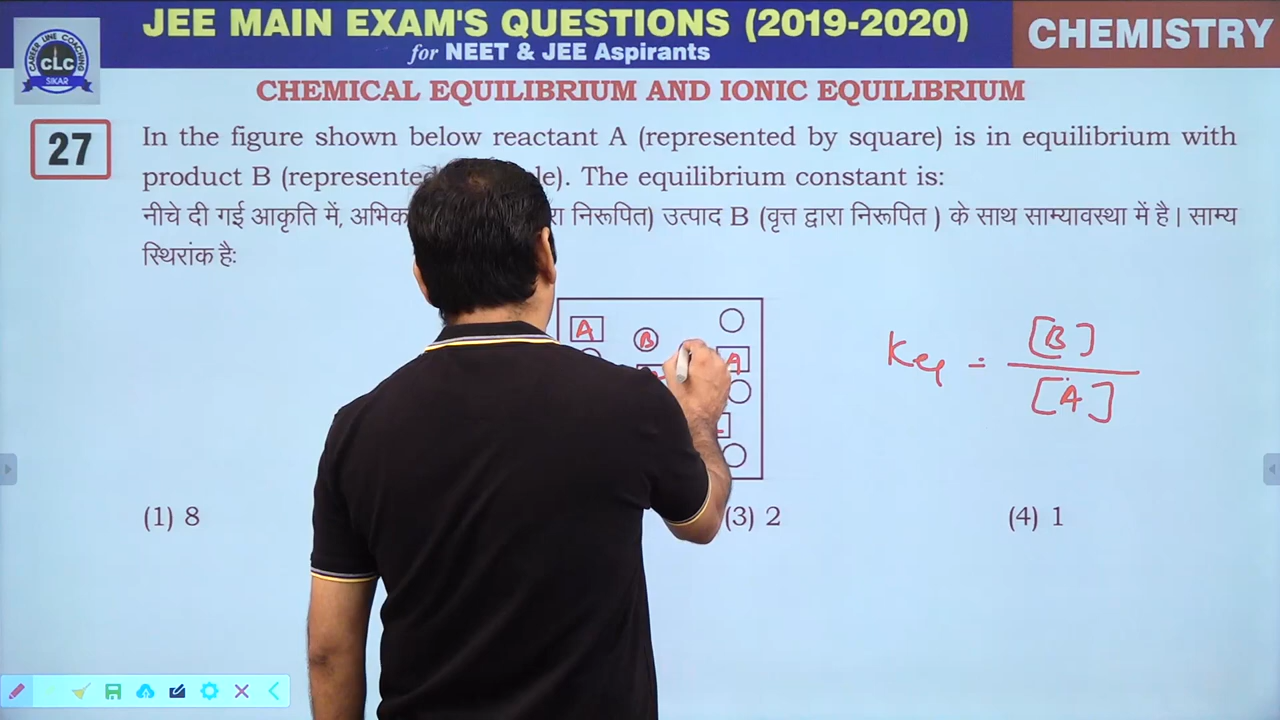 JEE MAIN EXAM'S QUESTIONS (2019-2020)
for NEET & JEE Aspirants
CHEMISTRY
CAREER LINE COACHING
CLC
SIKAR
CHEMICAL EQUILIBRIUM AND IONIC EQUILIBRIUM
27
In the figure shown below reactant A (represented by square) is in equilibrium with
product B (represented le). The equilibrium constant is:
नीचे दी गई आकृति में, निरूपित) उत्पाद B (वृत्त द्वारा निरूपित ) के साथ साम्यावस्था में है। साम्य
स्थिरांक हैः
A
B
A
Keq = [B]
[A]
(1) 8
(3) 2
(4) 1